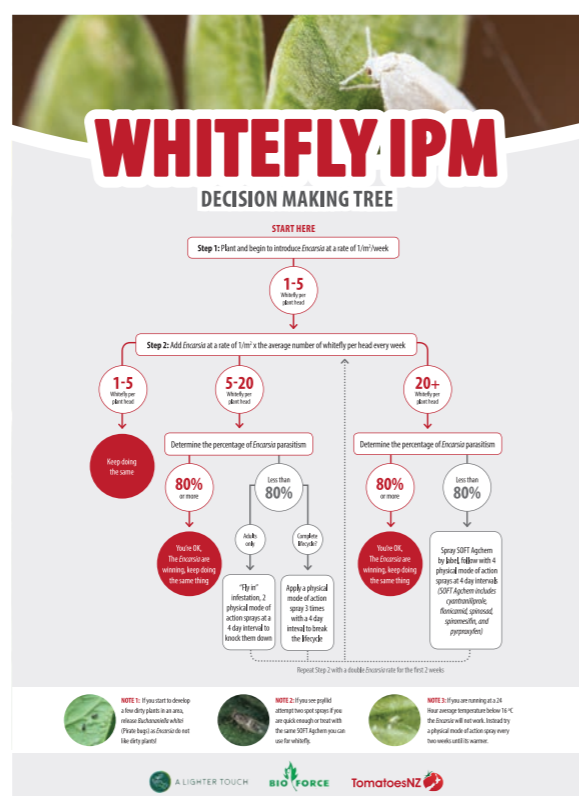 WHITEFLY IPM
DECISION MAKING TREE
START HERE
Step 1: Plant and begin to introduce Encarsia at a rate of 1/m²/week
1-5
Whitefly per
plant head
Step 2: Add Encarsia at a rate of 1/m² x the average number of whitefly per head every week
1-5
Whitefly per
plant head
Keep doing
the same
5-20
Whitefly per
plant head
Determine the percentage of Encarsia parasitism
80%
or more
You're OK,
The Encarsia are
winning, keep doing
the same thing
Less than
80%
Adults
only
"Fly in"
infestation, 2
physical mode of
action sprays at a
4 day interval to
knock them down
Complete
lifecycle?
Apply a physical
mode of action
spray 3 times
with a 4 day
inteval to break
the lifecycle
20+
Whitefly per
plant head
Determine the percentage of Encarsia parasitism
80%
or more
You're OK,
The Encarsia are
winning, keep doing
the same thing
Less than
80%
Spray SOFT Agchem
by label, follow with 4
physical mode of action
sprays at 4 day intervals
(SOFT Agchem includes
cyantraniliprole,
flonicamid, spinosad,
spiromesifin, and
pyrproxyfen)
Repeat Step 2 with a double Encarsia rate for the first 2 weeks
NOTE 1: If you start to develop
a few dirty plants in an area,
release Buchananiella whitei
(Pirate bugs) as Encarsia do not
like dirty plants!
NOTE 2: If you see psyllid
attempt two spot sprays if you
are quick enough or treat with
the same SOFT Agchem you can
use for whitefly.
NOTE 3: If you are running at a 24
Hour average temperature below 16 ºC
the Encarsia will not work. Instead try
a physical mode of action spray every
two weeks until its warmer.
A LIGHTER TOUCH
BIOFORCE
TomatoesNZ